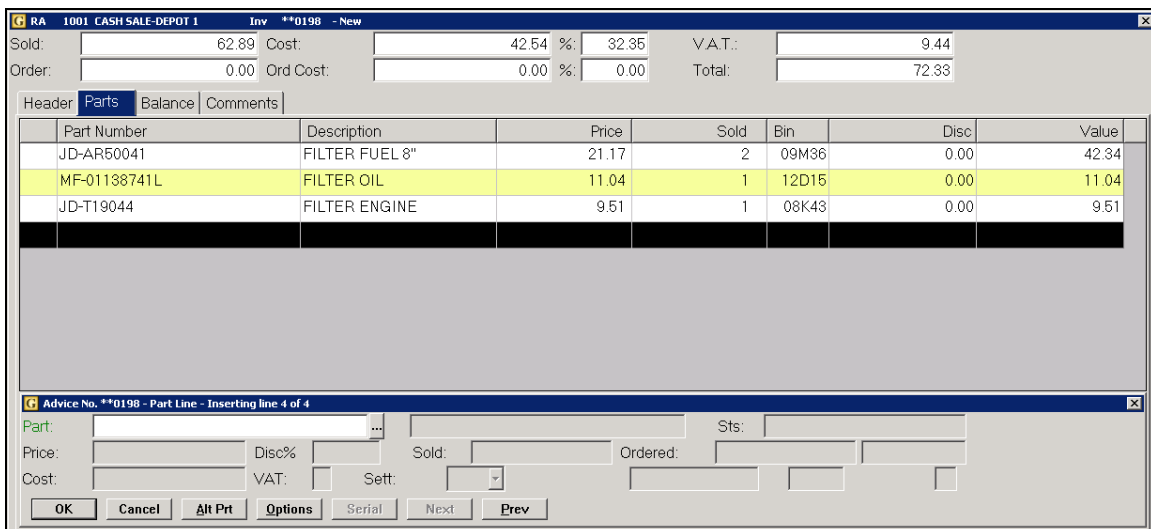 G RA 1001 CASH SALE-DEPOT 1 Inv **0198 - New
Sold: 62.89 Cost: 42.54 %: 32.35 V.A.T.: 9.44
Order: 0.00 Ord Cost: 0.00 %: 0.00 Total: 72.33
Header Parts Balance Comments
Part Number Description Price Sold Bin Disc Value
JD-AR50041 FILTER FUEL 8" 21.17 2 09M36 0.00 42.34
MF-01138741L FILTER OIL 11.04 1 12D15 0.00 11.04
JD-T19044 FILTER ENGINE 9.51 1 08K43 0.00 9.51
G Advice No. **0198 - Part Line - Inserting line 4 of 4
Part: ... Sts:
Price: Disc% Sold: Ordered:
Cost: VAT: Sett:
OK Cancel Alt Prt Options Serial Next Prev